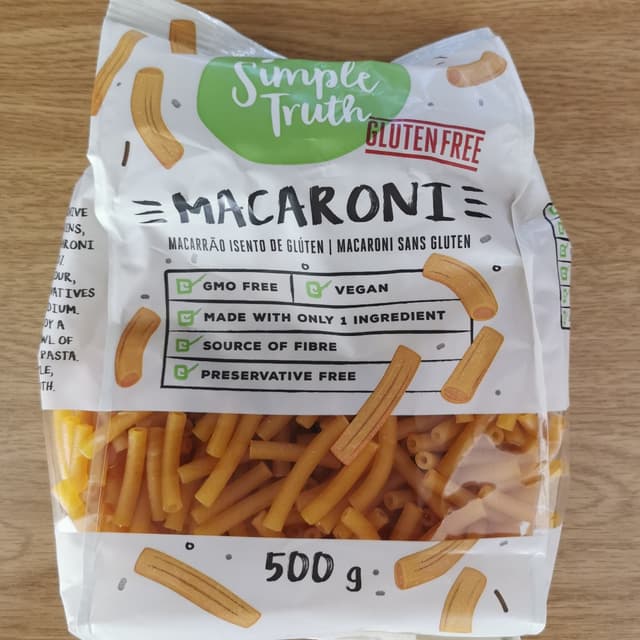 Simple
Truth
GLUTEN FREE
MACARONI
MACARRÃO ISENTO DE GLÚTEN | MACARONI SANS GLUTEN
GMO FREE
VEGAN
MADE WITH ONLY 1 INGREDIENT
SOURCE OF FIBRE
PRESERVATIVE FREE
500 g